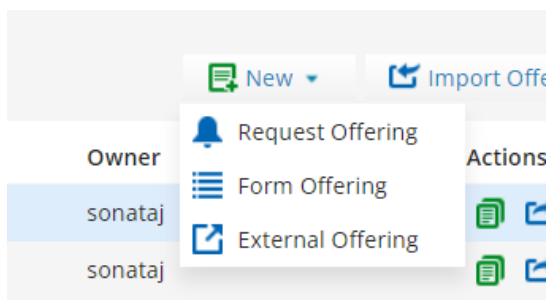 New Import Offe
Request Offering
Owner Actions
Form Offering
sonataj
External Offering
sonataj